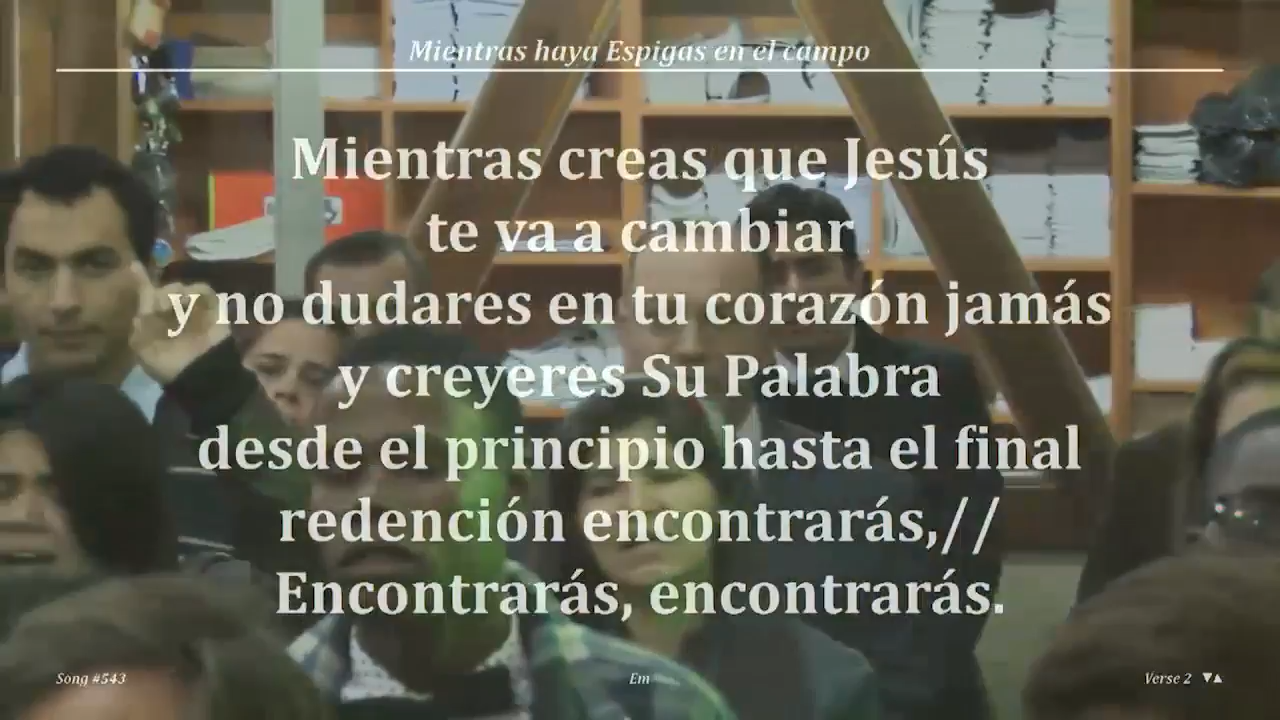 Mientras haya Espigas en el campo
Mientras creas que Jesús
te va a cambiar
y no dudares en tu corazón jamás
y creyeres Su Palabra
desde el principio hasta el final
redención encontrarás,//
Encontrarás, encontrarás.
Song #543
Em
Verse 2 ▼▲